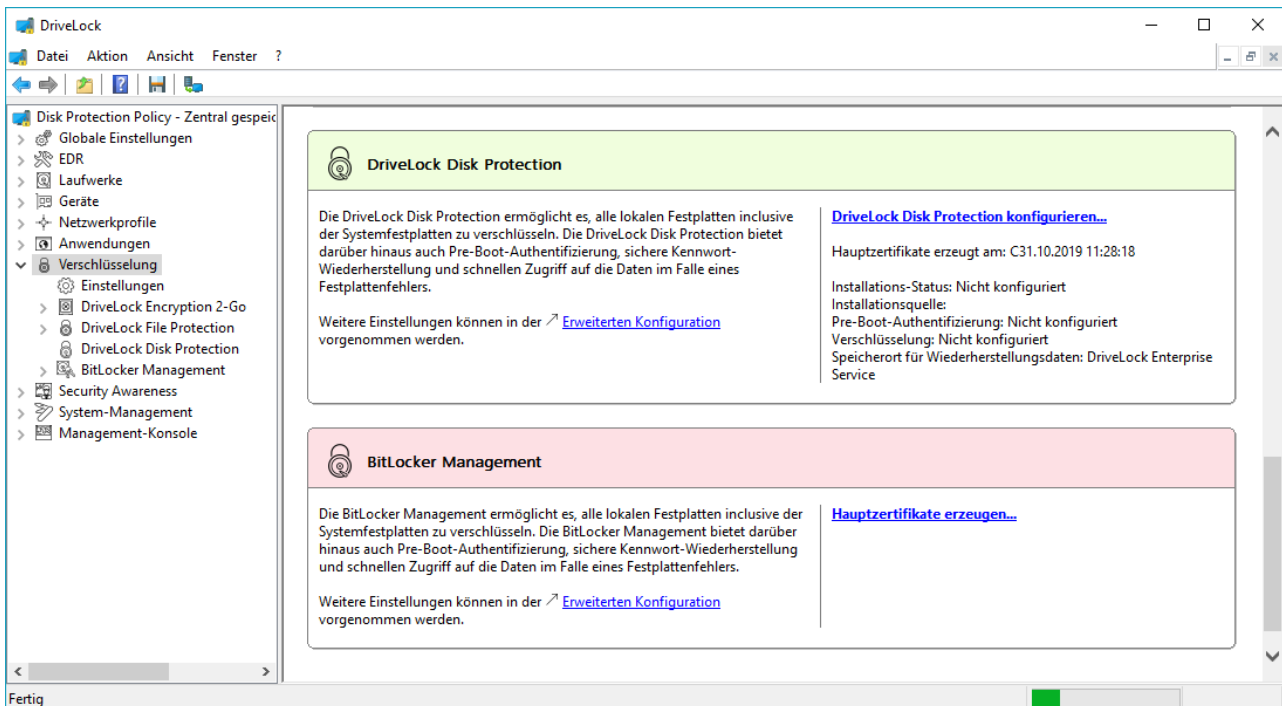 DriveLock
Datei Aktion Ansicht Fenster ?
Disk Protection Policy - Zentral gespeic
Globale Einstellungen
EDR
Laufwerke
Geräte
Netzwerkprofile
Anwendungen
Verschlüsselung
Einstellungen
DriveLock Encryption 2-Go
DriveLock File Protection
DriveLock Disk Protection
BitLocker Management
Security Awareness
System-Management
Management-Konsole
DriveLock Disk Protection
Die DriveLock Disk Protection ermöglicht es, alle lokalen Festplatten inclusive
der Systemfestplatten zu verschlüsseln. Die DriveLock Disk Protection bietet
darüber hinaus auch Pre-Boot-Authentifizierung, sichere Kennwort-
Wiederherstellung und schnellen Zugriff auf die Daten im Falle eines
Festplattenfehlers.
Weitere Einstellungen können in der Erweiterten Konfiguration
vorgenommen werden.
DriveLock Disk Protection konfigurieren...
Hauptzertifikate erzeugt am: C31.10.2019 11:28:18
Installations-Status: Nicht konfiguriert
Installationsquelle:
Pre-Boot-Authentifizierung: Nicht konfiguriert
Verschlüsselung: Nicht konfiguriert
Speicherort für Wiederherstellungsdaten: DriveLock Enterprise
Service
BitLocker Management
Die BitLocker Management ermöglicht es, alle lokalen Festplatten inclusive der
Systemfestplatten zu verschlüsseln. Die BitLocker Management bietet darüber
hinaus auch Pre-Boot-Authentifizierung, sichere Kennwort-Wiederherstellung
und schnellen Zugriff auf die Daten im Falle eines Festplattenfehlers.
Weitere Einstellungen können in der Erweiterten Konfiguration
vorgenommen werden.
Hauptzertifikate erzeugen...
Fertig